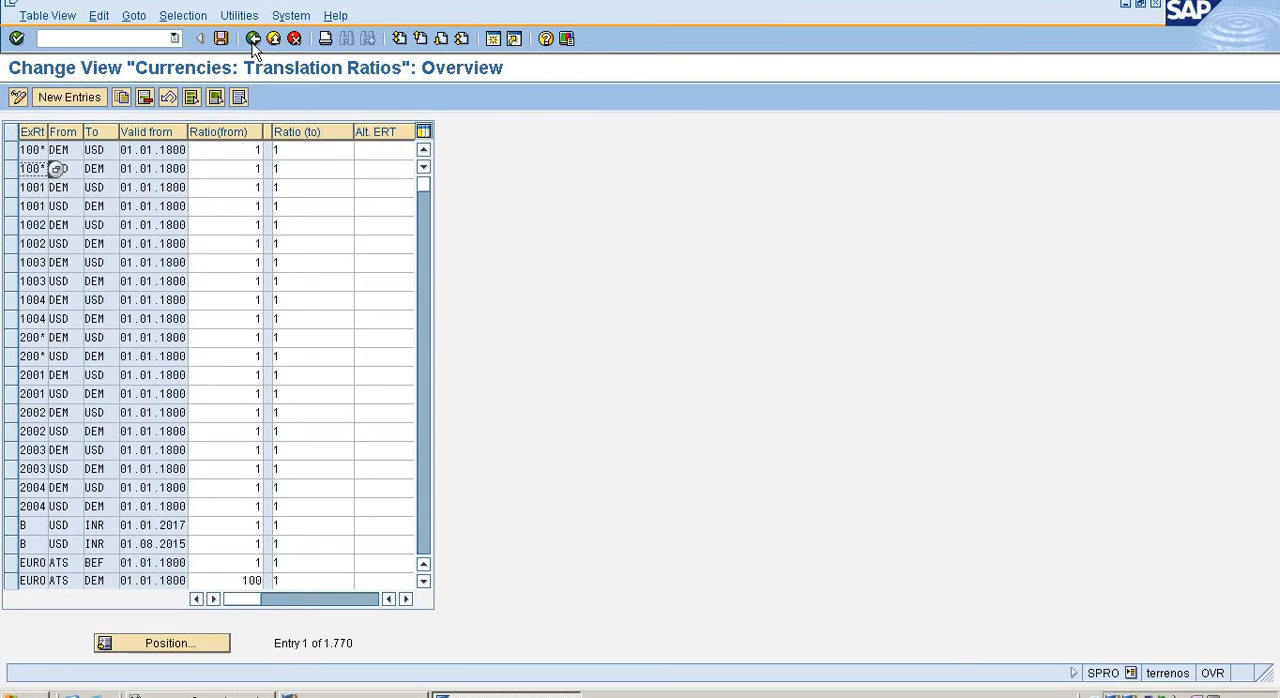 Table View Edit Goto Selection Utilities System Help
SAP
Change View "Currencies: Translation Ratios": Overview
New Entries
ExRt From To Valid from Ratio(from) Ratio (to) Alt. ERT
100* DEM USD 01.01.1800 1 1
100* DEM 01.01.1800 1 1
1001 DEM USD 01.01.1800 1 1
1001 USD DEM 01.01.1800 1 1
1002 DEM USD 01.01.1800 1 1
1002 USD DEM 01.01.1800 1 1
1003 DEM USD 01.01.1800 1 1
1003 USD DEM 01.01.1800 1 1
1004 DEM USD 01.01.1800 1 1
1004 USD DEM 01.01.1800 1 1
200* DEM USD 01.01.1800 1 1
200* USD DEM 01.01.1800 1 1
2001 DEM USD 01.01.1800 1 1
2001 USD DEM 01.01.1800 1 1
2002 DEM USD 01.01.1800 1 1
2002 USD DEM 01.01.1800 1 1
2003 DEM USD 01.01.1800 1 1
2003 USD DEM 01.01.1800 1 1
2004 DEM USD 01.01.1800 1 1
2004 USD DEM 01.01.1800 1 1
B USD INR 01.01.2017 1 1
B USD INR 01.08.2015 1 1
EURO ATS BEF 01.01.1800 1 1
EURO ATS DEM 01.01.1800 100 1
Position... Entry 1 of 1.770
SPRO terrenos OVR